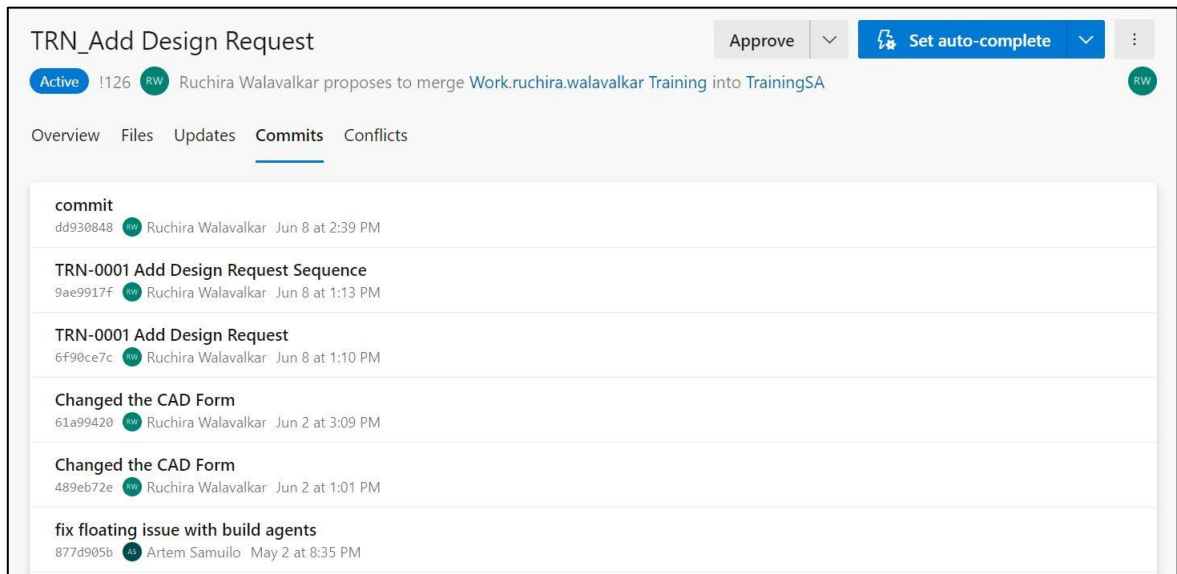 TRN_Add Design Request
Approve
Set auto-complete
Active !126 RW Ruchira Walavalkar proposes to merge Work.ruchira.walavalkar Training into TrainingSA
RW
Overview Files Updates Commits Conflicts
commit
dd930848 RW Ruchira Walavalkar Jun 8 at 2:39 PM
TRN-0001 Add Design Request Sequence
9ae9917f RW Ruchira Walavalkar Jun 8 at 1:13 PM
TRN-0001 Add Design Request
6f90ce7c RW Ruchira Walavalkar Jun 8 at 1:10 PM
Changed the CAD Form
61a99420 RW Ruchira Walavalkar Jun 2 at 3:09 PM
Changed the CAD Form
489eb72e RW Ruchira Walavalkar Jun 2 at 1:01 PM
fix floating issue with build agents
877d905b AS Artem Samuilo May 2 at 8:35 PM